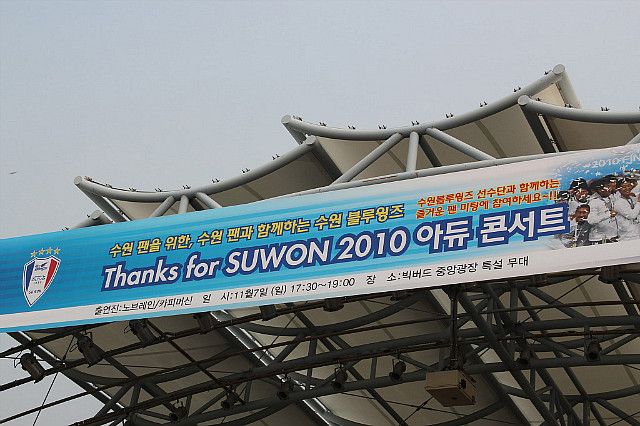 수원 팬을 위한, 수원 팬과 함께하는 수원 블루윙즈
수원블루윙즈 선수단과 함께하는
즐거운 팬 미팅에 참여하세요~!!
Thanks for SUWON 2010 아듀 콘서트
출연진:노브레인/카피머신 일 시:11월7일 (일) 17:30~19:00 장 소:빅버드 중앙광장 특설 무대
2010